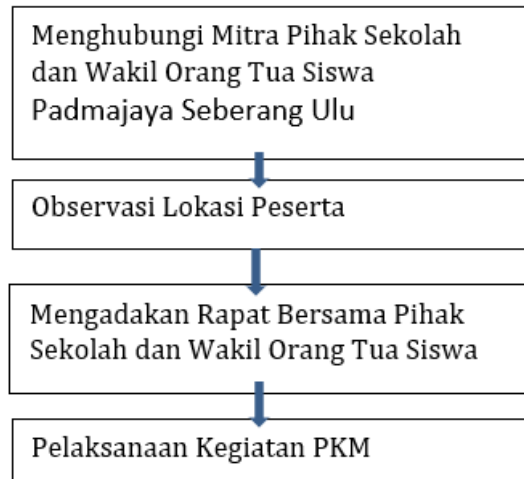 Menghubungi Mitra Pihak Sekolah
dan Wakil Orang Tua Siswa
Padmajaya Seberang Ulu
Observasi Lokasi Peserta
Mengadakan Rapat Bersama Pihak
Sekolah dan Wakil Orang Tua Siswa
Pelaksanaan Kegiatan PKM